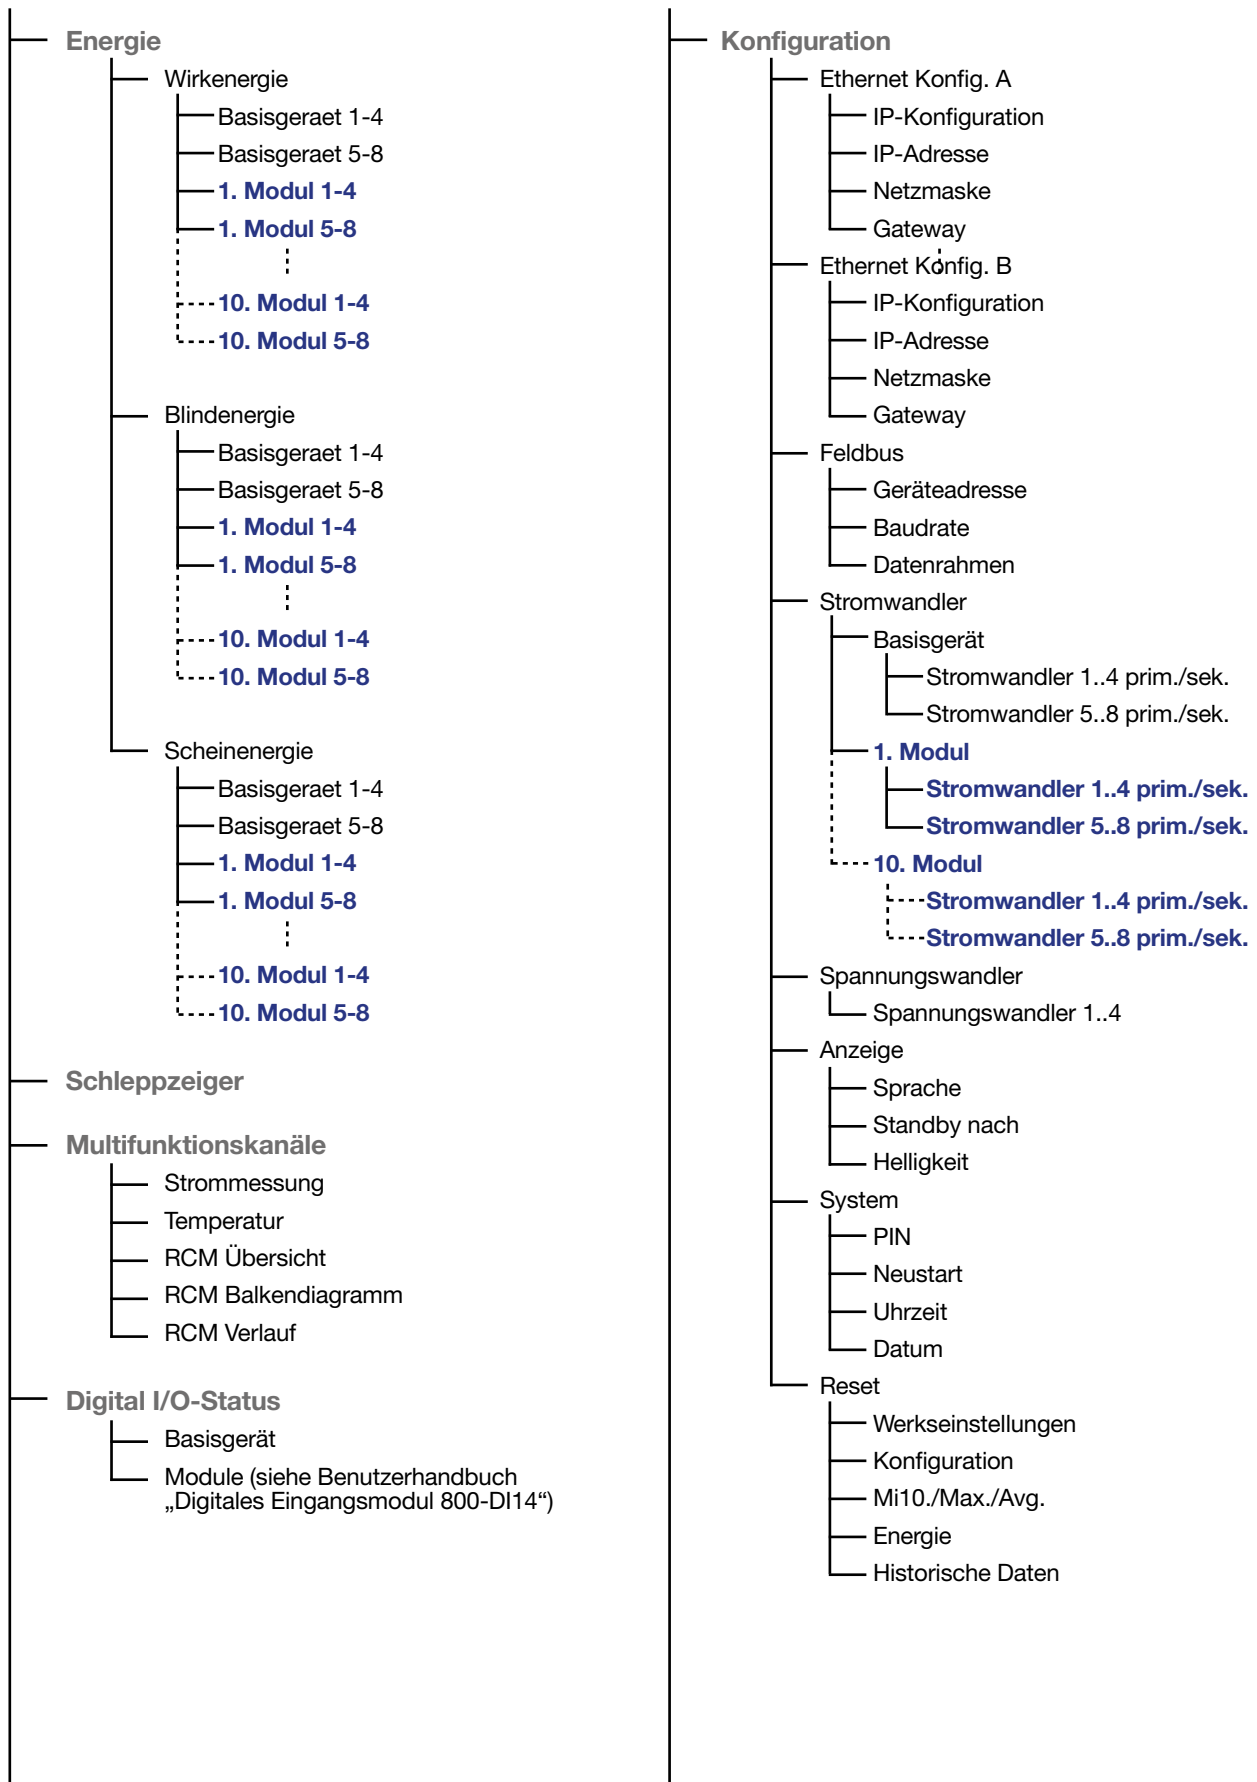 Energie
Wirkenergie
Basisgeraet 1-4
Basisgeraet 5-8
1. Modul 1-4
1. Modul 5-8
10. Modul 1-4
10. Modul 5-8
Blindenergie
Basisgeraet 1-4
Basisgeraet 5-8
1. Modul 1-4
1. Modul 5-8
10. Modul 1-4
10. Modul 5-8
Scheinenergie
Basisgeraet 1-4
Basisgeraet 5-8
1. Modul 1-4
1. Modul 5-8
10. Modul 1-4
10. Modul 5-8
Schleppzeiger
Multifunktionskanäle
Strommessung
Temperatur
RCM Übersicht
RCM Balkendiagramm
RCM Verlauf
Digital I/O-Status
Basisgerät
Module (siehe Benutzerhandbuch
„Digitales Eingangsmodul 800-DI14“)
Konfiguration
Ethernet Konfig. A
IP-Konfiguration
IP-Adresse
Netzmaske
Gateway
Ethernet Konfig. B
IP-Konfiguration
IP-Adresse
Netzmaske
Gateway
Feldbus
Geräteadresse
Baudrate
Datenrahmen
Stromwandler
Basisgerät
Stromwandler 1..4 prim./sek.
Stromwandler 5..8 prim./sek.
1. Modul
Stromwandler 1..4 prim./sek.
Stromwandler 5..8 prim./sek.
10. Modul
Stromwandler 1..4 prim./sek.
Stromwandler 5..8 prim./sek.
Spannungswandler
Spannungswandler 1..4
Anzeige
Sprache
Standby nach
Helligkeit
System
PIN
Neustart
Uhrzeit
Datum
Reset
Werkseinstellungen
Konfiguration
Mi10./Max./Avg.
Energie
Historische Daten